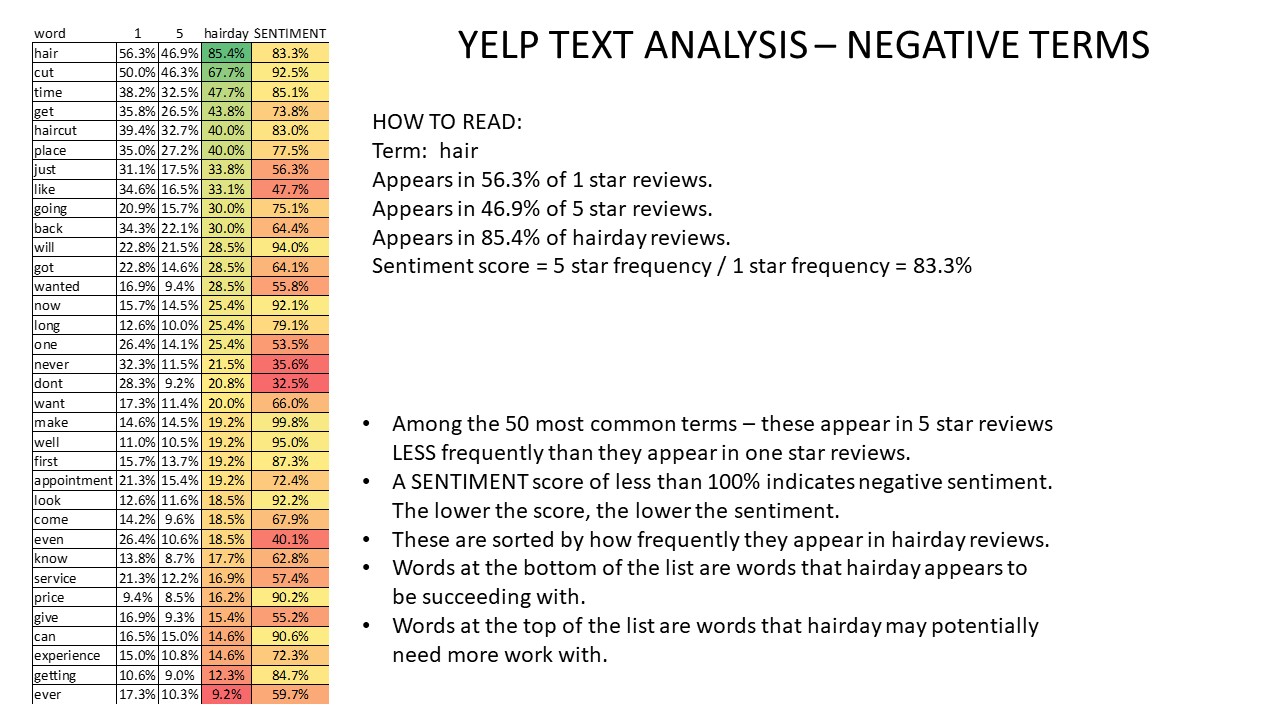 YELP TEXT ANALYSIS – NEGATIVE TERMS
word 1 5 hairday SENTIMENT
hair 56.3% 46.9% 85.4% 83.3%
cut 50.0% 46.3% 67.7% 92.5%
time 38.2% 32.5% 47.7% 85.1%
get 35.8% 26.5% 43.8% 73.8%
haircut 39.4% 32.7% 40.0% 83.0%
place 35.0% 27.2% 40.0% 77.5%
just 31.1% 17.5% 33.8% 56.3%
like 34.6% 16.5% 33.1% 47.7%
going 20.9% 15.7% 30.0% 75.1%
back 34.3% 22.1% 30.0% 64.4%
will 22.8% 21.5% 28.5% 94.0%
got 22.8% 14.6% 28.5% 64.1%
wanted 16.9% 9.4% 28.5% 55.8%
now 15.7% 14.5% 25.4% 92.1%
long 12.6% 10.0% 25.4% 79.1%
one 26.4% 14.1% 25.4% 53.5%
never 32.3% 11.5% 21.5% 35.6%
dont 28.3% 9.2% 20.8% 32.5%
want 17.3% 11.4% 20.0% 66.0%
make 14.6% 14.5% 19.2% 99.8%
well 11.0% 10.5% 19.2% 95.0%
first 15.7% 13.7% 19.2% 87.3%
appointment 21.3% 15.4% 19.2% 72.4%
look 12.6% 11.6% 18.5% 92.2%
come 14.2% 9.6% 18.5% 67.9%
even 26.4% 10.6% 18.5% 40.1%
know 13.8% 8.7% 17.7% 62.8%
service 21.3% 12.2% 16.9% 57.4%
price 9.4% 8.5% 16.2% 90.2%
give 16.9% 9.3% 15.4% 55.2%
can 16.5% 15.0% 14.6% 90.6%
experience 15.0% 10.8% 14.6% 72.3%
getting 10.6% 9.0% 12.3% 84.7%
ever 17.3% 10.3% 9.2% 59.7%
HOW TO READ:
Term: hair
Appears in 56.3% of 1 star reviews.
Appears in 46.9% of 5 star reviews.
Appears in 85.4% of hairday reviews.
Sentiment score = 5 star frequency / 1 star frequency = 83.3%
• Among the 50 most common terms – these appear in 5 star reviews
LESS frequently than they appear in one star reviews.
• A SENTIMENT score of less than 100% indicates negative sentiment.
The lower the score, the lower the sentiment.
• These are sorted by how frequently they appear in hairday reviews.
• Words at the bottom of the list are words that hairday appears to
be succeeding with.
• Words at the top of the list are words that hairday may potentially
need more work with.